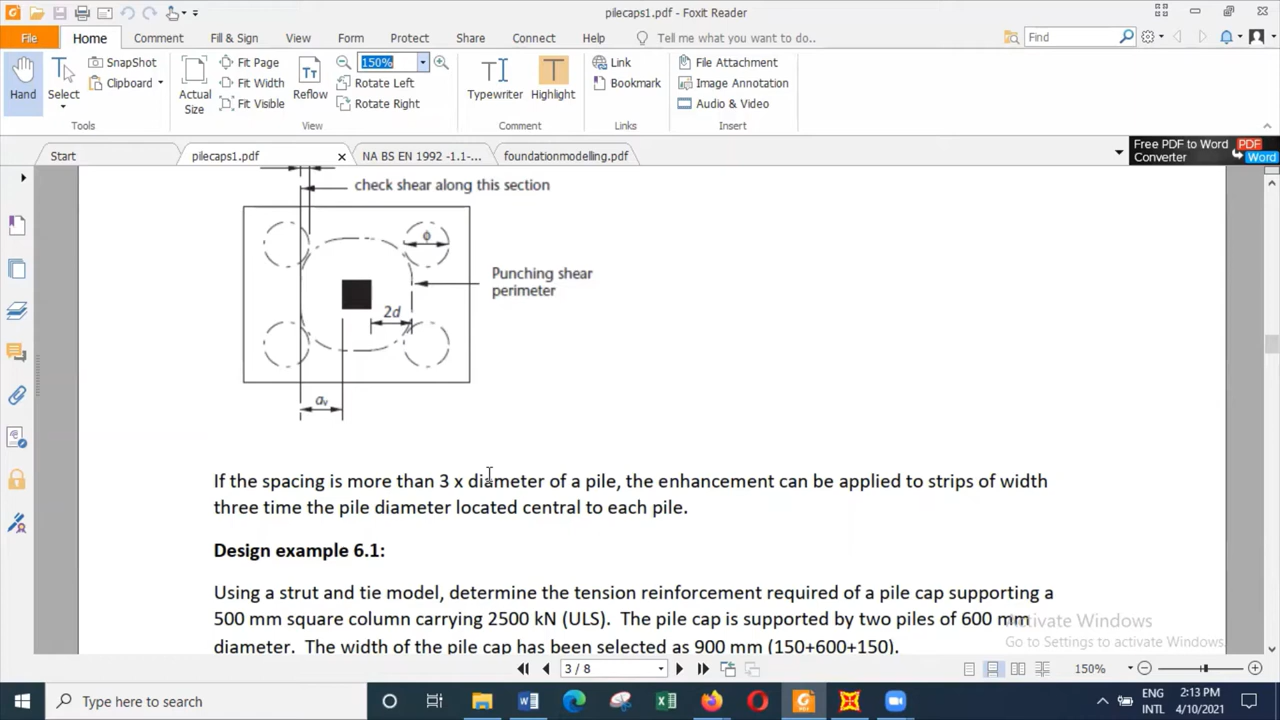 pilecaps1.pdf - Foxit Reader
File Home Comment Fill & Sign View Form Protect Share Connect Help Tell me what you want to do.. Find
Hand
Select
SnapShot
Clipboard
Tools
Actual
Size
Fit Page
Fit Width
Fit Visible
Reflow
150%
Rotate Left
Rotate Right
View
Typewriter
Highlight
Comment
Link
Bookmark
Links
File Attachment
Image Annotation
Audio & Video
Insert
Start pilecaps1.pdf NA BS EN 1992 -1.1-... foundationmodelling.pdf
Free PDF to Word
Converter
PDF
Word
check shear along this section
ϕ
Punching shear
perimeter
2d
av
If the spacing is more than 3 x diameter of a pile, the enhancement can be applied to strips of width
three time the pile diameter located central to each pile.
Design example 6.1:
Using a strut and tie model, determine the tension reinforcement required of a pile cap supporting a
500 mm square column carrying 2500 kN (ULS). The pile cap is supported by two piles of 600 mm
diameter. The width of the pile cap has been selected as 900 mm (150+600+150).
Activate Windows
Go to Settings to activate Windows.
3 / 8
150%
Type here to search
ENG
INTL
2:13 PM
4/10/2021